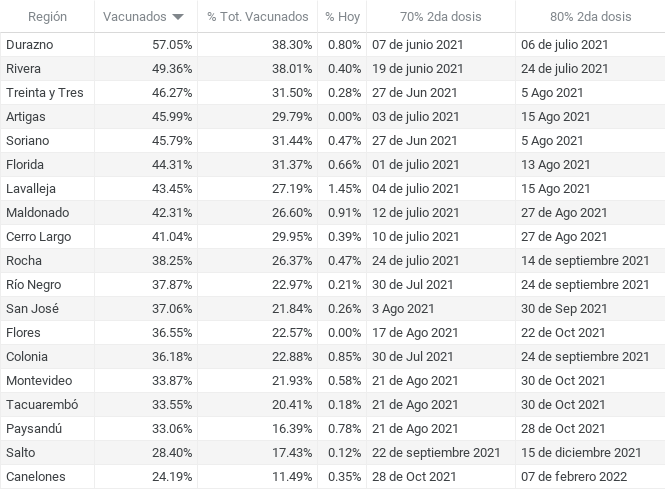 Región Vacunados % Tot. Vacunados % Hoy 70% 2da dosis 80% 2da dosis
Durazno 57.05% 38.30% 0.80% 07 de junio 2021 06 de julio 2021
Rivera 49.36% 38.01% 0.40% 19 de junio 2021 24 de julio 2021
Treinta y Tres 46.27% 31.50% 0.28% 27 de Jun 2021 5 Ago 2021
Artigas 45.99% 29.79% 0.00% 03 de julio 2021 15 Ago 2021
Soriano 45.79% 31.44% 0.47% 27 de Jun 2021 5 Ago 2021
Florida 44.31% 31.37% 0.66% 01 de julio 2021 13 Ago 2021
Lavalleja 43.45% 27.19% 1.45% 04 de julio 2021 15 Ago 2021
Maldonado 42.31% 26.60% 0.91% 12 de julio 2021 27 de Ago 2021
Cerro Largo 41.04% 29.95% 0.39% 10 de julio 2021 27 de Ago 2021
Rocha 38.25% 26.37% 0.47% 24 de julio 2021 14 de septiembre 2021
Río Negro 37.87% 22.97% 0.21% 30 de Jul 2021 24 de septiembre 2021
San José 37.06% 21.84% 0.26% 3 Ago 2021 30 de Sep 2021
Flores 36.55% 22.57% 0.00% 17 de Ago 2021 22 de Oct 2021
Colonia 36.18% 22.88% 0.85% 30 de Jul 2021 24 de septiembre 2021
Montevideo 33.87% 21.93% 0.58% 21 de Ago 2021 30 de Oct 2021
Tacuarembó 33.55% 20.41% 0.18% 21 de Ago 2021 30 de Oct 2021
Paysandú 33.06% 16.39% 0.78% 21 de Ago 2021 28 de Oct 2021
Salto 28.40% 17.43% 0.12% 22 de septiembre 2021 15 de diciembre 2021
Canelones 24.19% 11.49% 0.35% 28 de Oct 2021 07 de febrero 2022